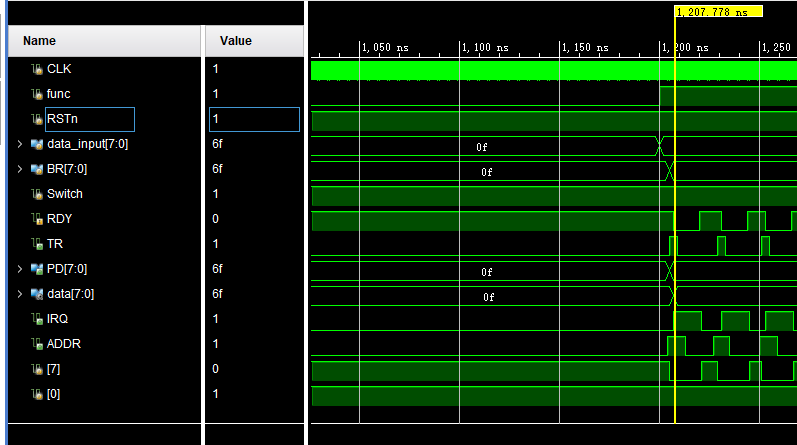 1,207.778 ns
Name Value
1,050 ns 1,100 ns 1,150 ns 1,200 ns 1,250
CLK 1
func 1
RSTn 1
data_input[7:0] 6f 0f
BR[7:0] 6f 0f
Switch 1
RDY 0
TR 1
PD[7:0] 6f 0f
data[7:0] 6f 0f
IRQ 1
ADDR 1
[7] 0
[0] 1